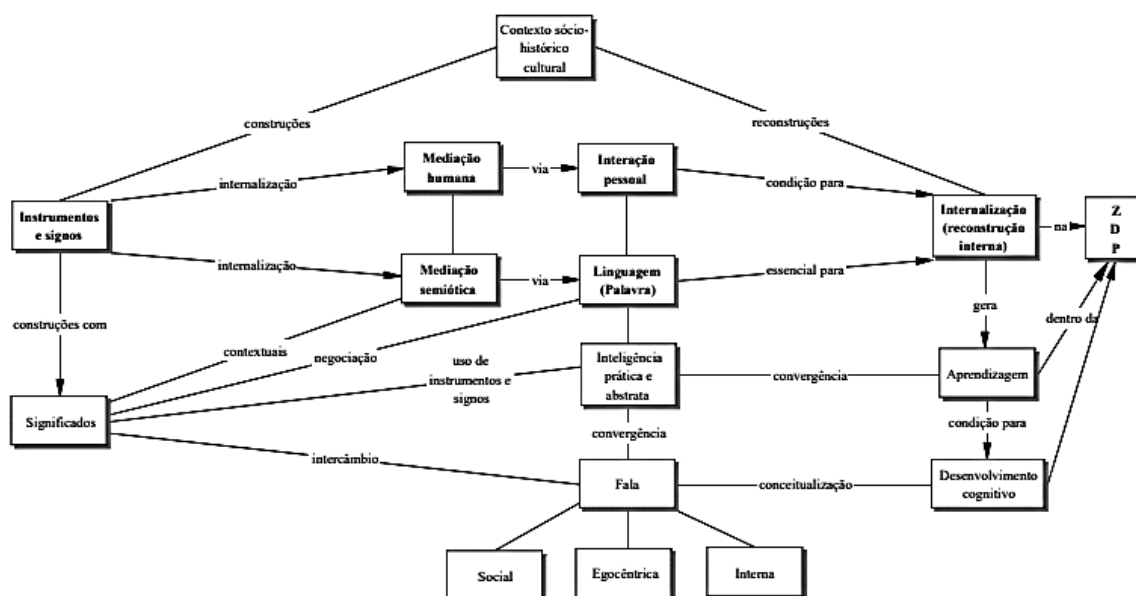 Contexto sócio-
histórico
cultural
construções
reconstruções
Mediação
humana
via
Interação
pessoal
condição para
internalização
Instrumentos
e signos
Internalização
(reconstrução
interna)
na
Z
D
P
internalização
Mediação
semiótica
via
Linguagem
(Palavra)
essencial para
construções com
contextuais
negociação
uso de
instrumentos e
signos
Inteligência
prática e
abstrata
convergência
gera
dentro da
Aprendizagem
Significados
convergência
condição para
intercâmbio
Fala
conceitualização
Desenvolvimento
cognitivo
Social
Egocêntrica
Interna